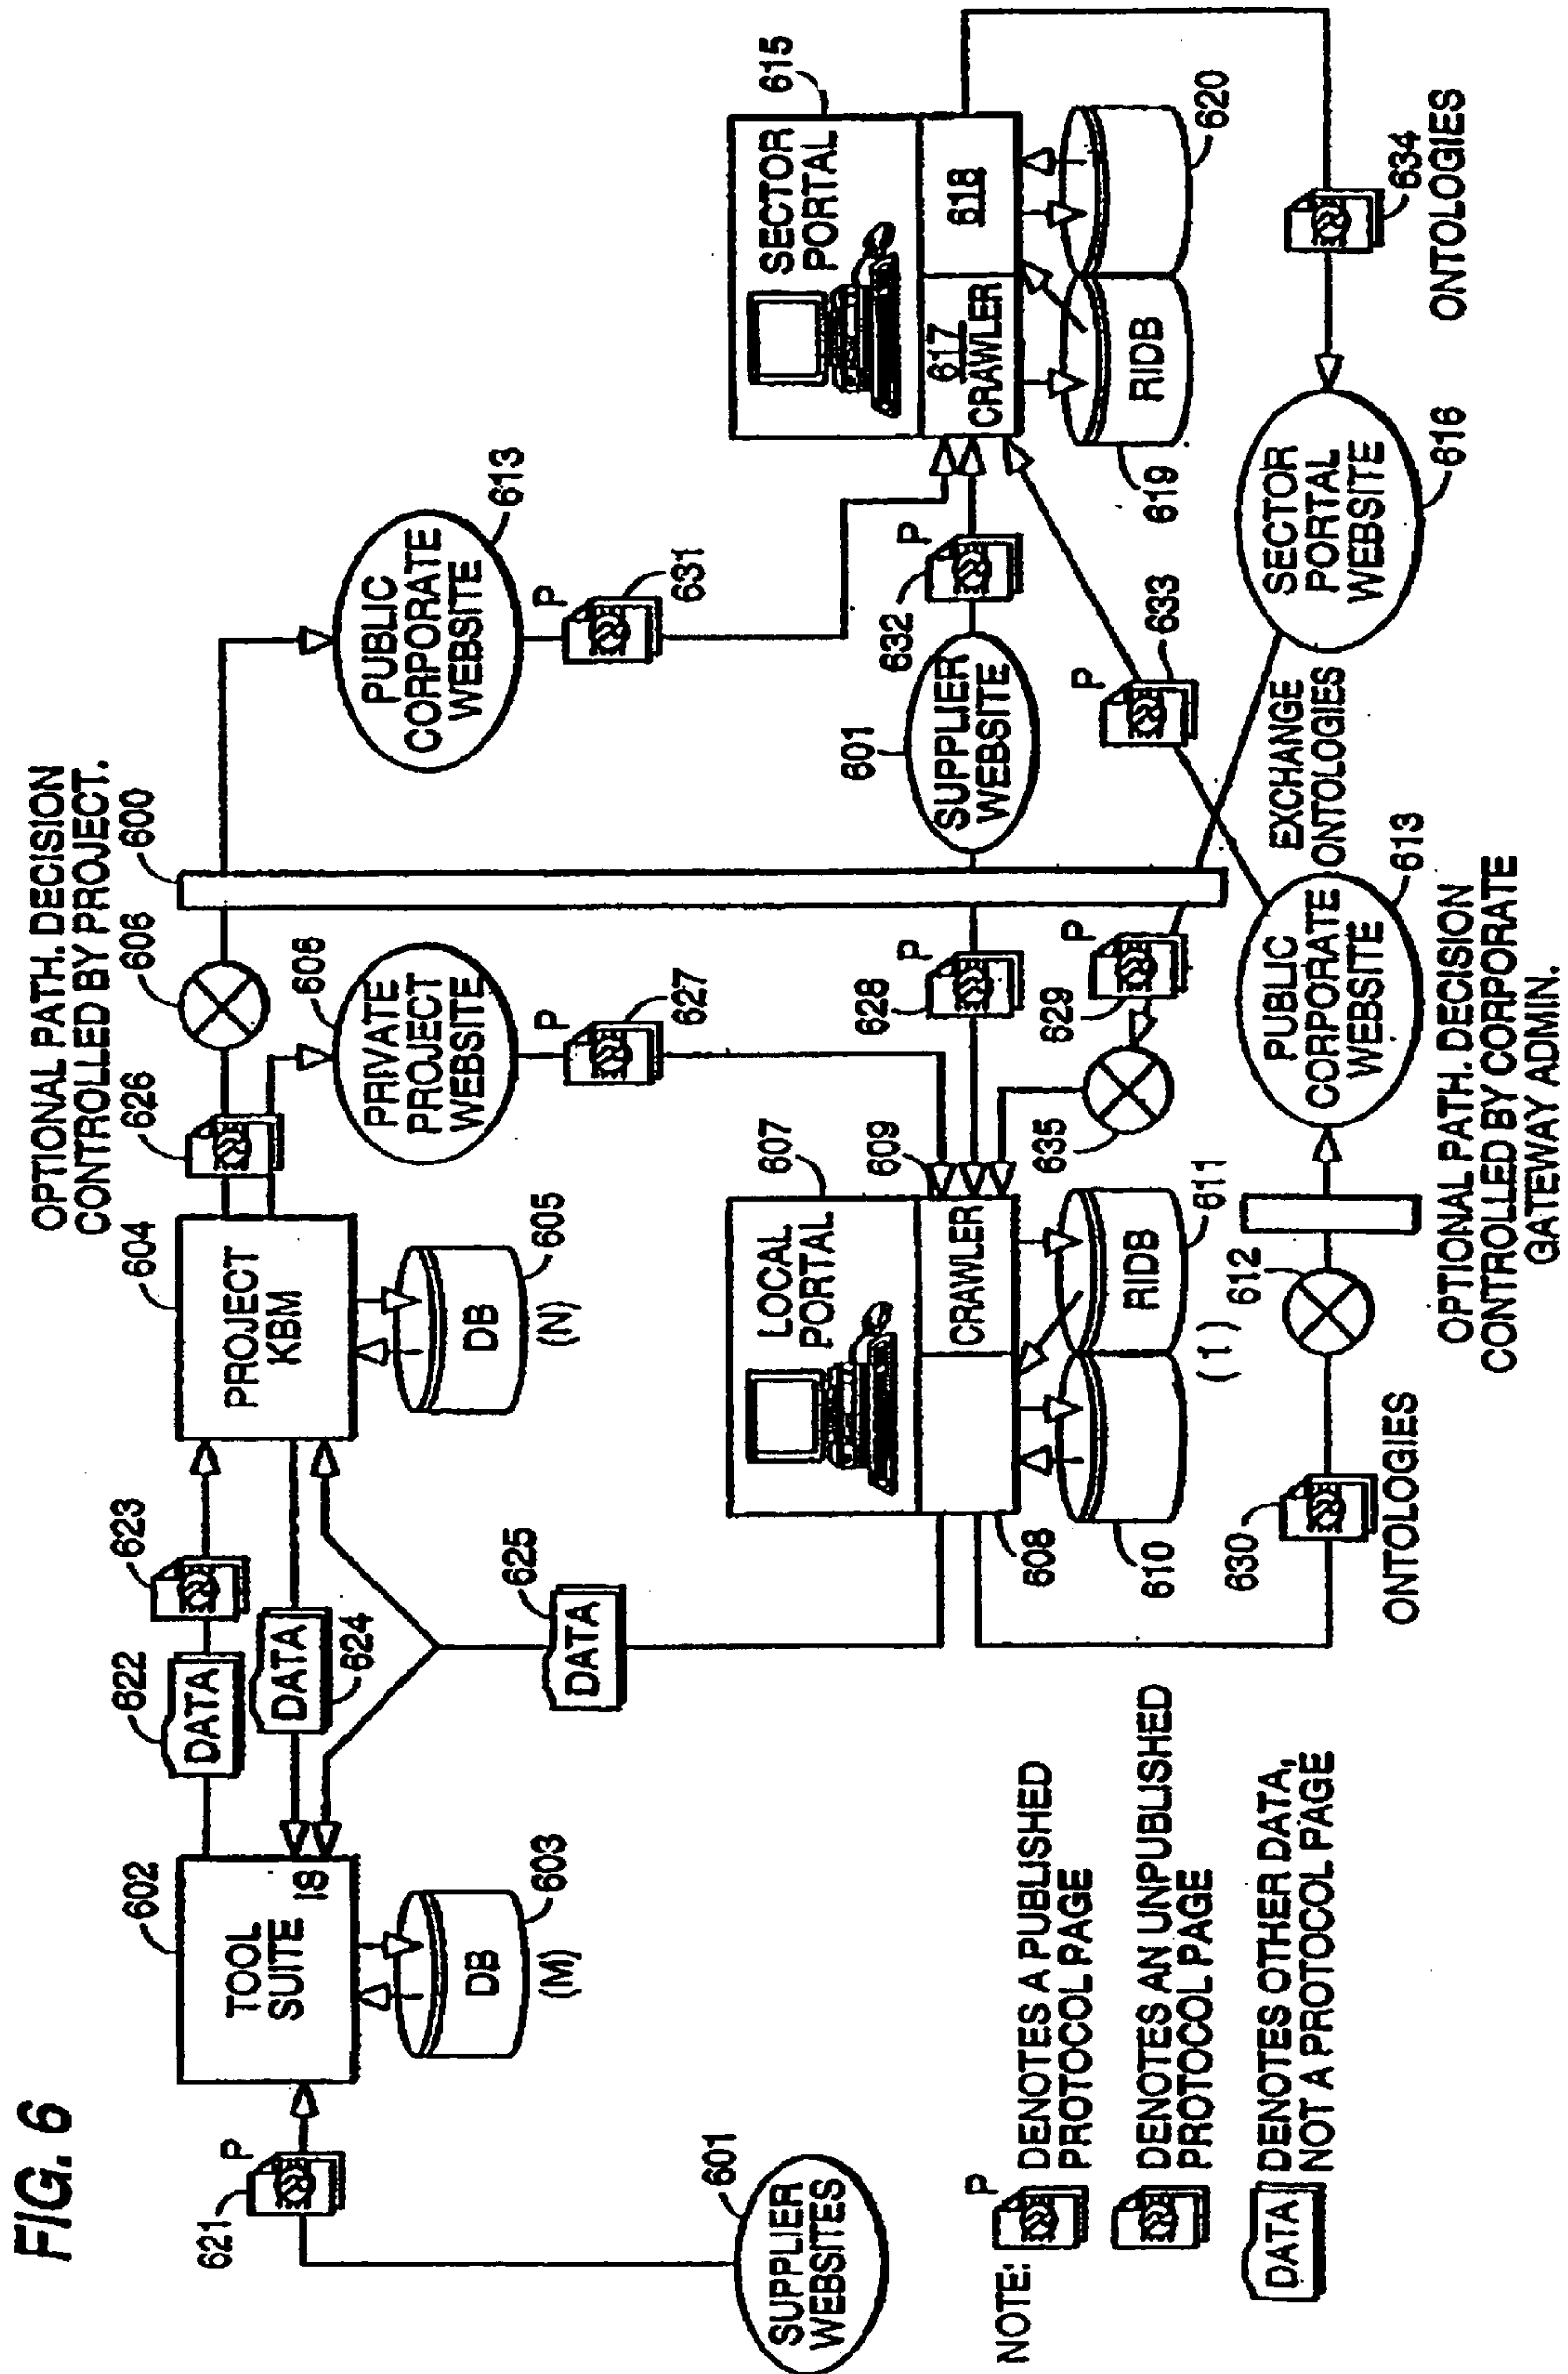 FIG. 6
OPTIONAL PATH. DECISION
CONTROLLED BY PROJECT.
621
P
602
TOOL
SUITE
IS
DB
603
(M)
622
DATA
623
DATA
624
625
DATA
604
PROJECT
KBM
DB
605
(N)
626
606
600
606
PRIVATE
PROJECT
WEBSITE
P
627
PUBLIC
CORPORATE
WEBSITE
613
P
631
601
SUPPLIER
WEBSITES
607
LOCAL
PORTAL
609
CRAWLER
608
610
RIDB
611
(1)
628
P
629
P
635
601
SUPPLIER
WEBSITE
632
P
P
633
615
SECTOR
PORTAL
617
CRAWLER
618
RIDB
619
620
630
ONTOLOGIES
612
PUBLIC
CORPORATE
WEBSITE
613
EXCHANGE
ONTOLOGIES
SECTOR
PORTAL
WEBSITE
616
634
ONTOLOGIES
OPTIONAL PATH. DECISION
CONTROLLED BY CORPORATE
GATEWAY ADMIN.
NOTE:
P
DENOTES A PUBLISHED
PROTOCOL PAGE
DENOTES AN UNPUBLISHED
PROTOCOL PAGE
DATA
DENOTES OTHER DATA,
NOT A PROTOCOL PAGE